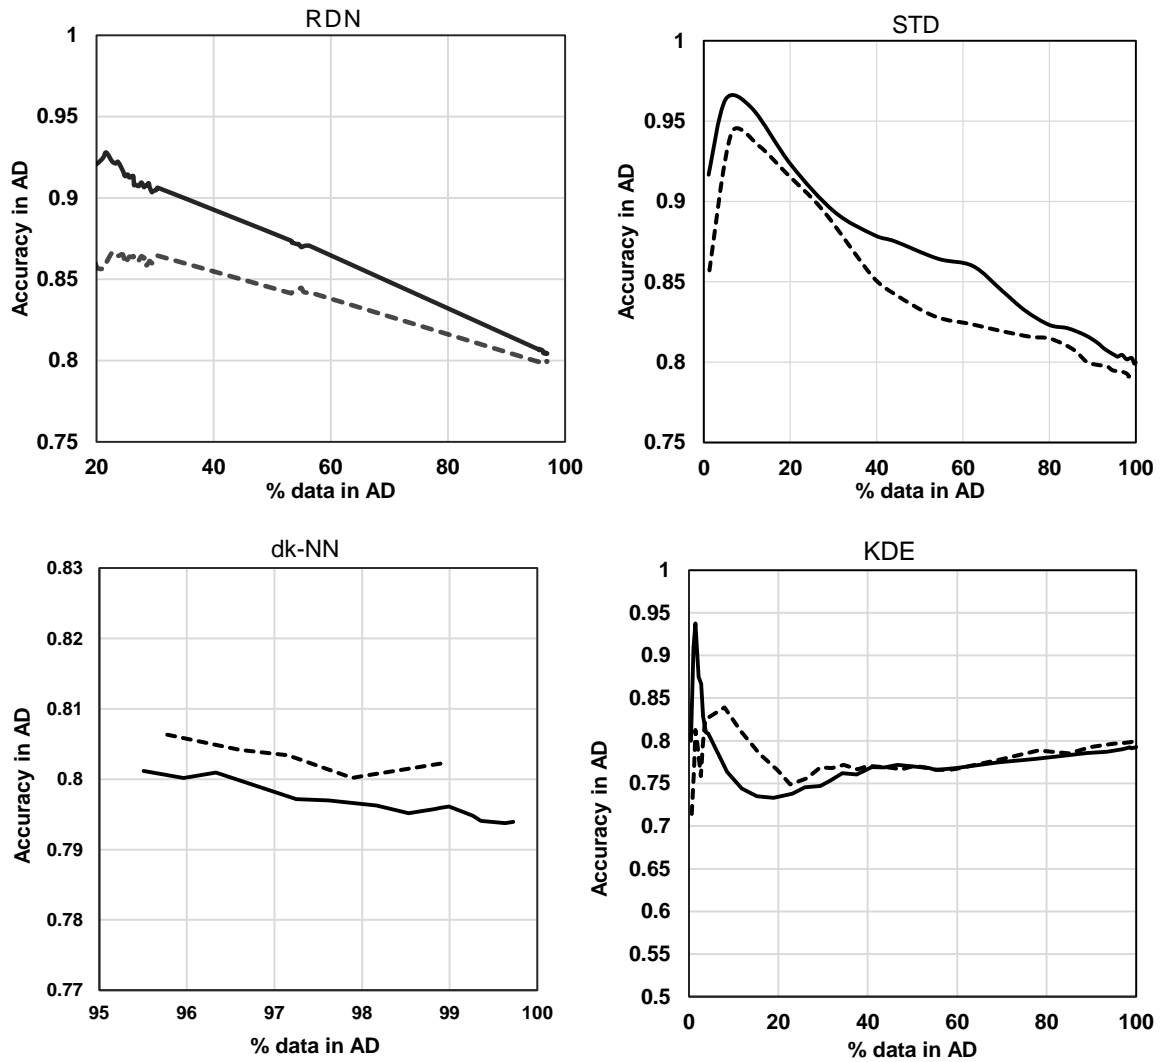 RDN
1
0.95
0.9
0.85
0.8
0.75
Accuracy in AD
20 40 60 80 100
% data in AD
STD
1
0.95
0.9
0.85
0.8
0.75
Accuracy in AD
0 20 40 60 80 100
% data in AD
dk-NN
0.83
0.82
0.81
0.8
0.79
0.78
0.77
Accuracy in AD
95 96 97 98 99 100
% data in AD
KDE
1
0.95
0.9
0.85
0.8
0.75
0.7
0.65
0.6
0.55
0.5
Accuracy in AD
0 20 40 60 80 100
% data in AD